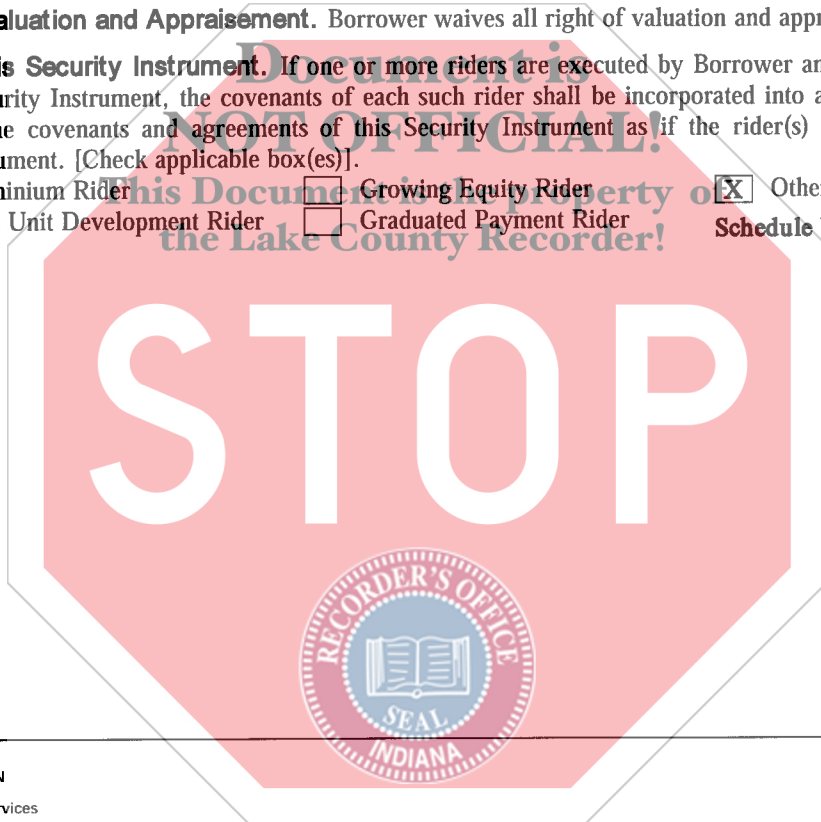 aluation and Appraisement. Borrower waives all right of valuation and appr
Document is
is Security Instrument. If one or more riders are executed by Borrower an
urity Instrument, the covenants of each such rider shall be incorporated into a
NOT OFFICIAL!
e covenants and agreements of this Security Instrument as if the rider(s)
ument. [Check applicable box(es)].
This Document is the property of
inium Rider Growing Equity Rider X Othe
Unit Development Rider Graduated Payment Rider
the Lake County Recorder!
Schedule
STOP
RECORDER'S OFFICE
SEAL
INDIANA
N
vices